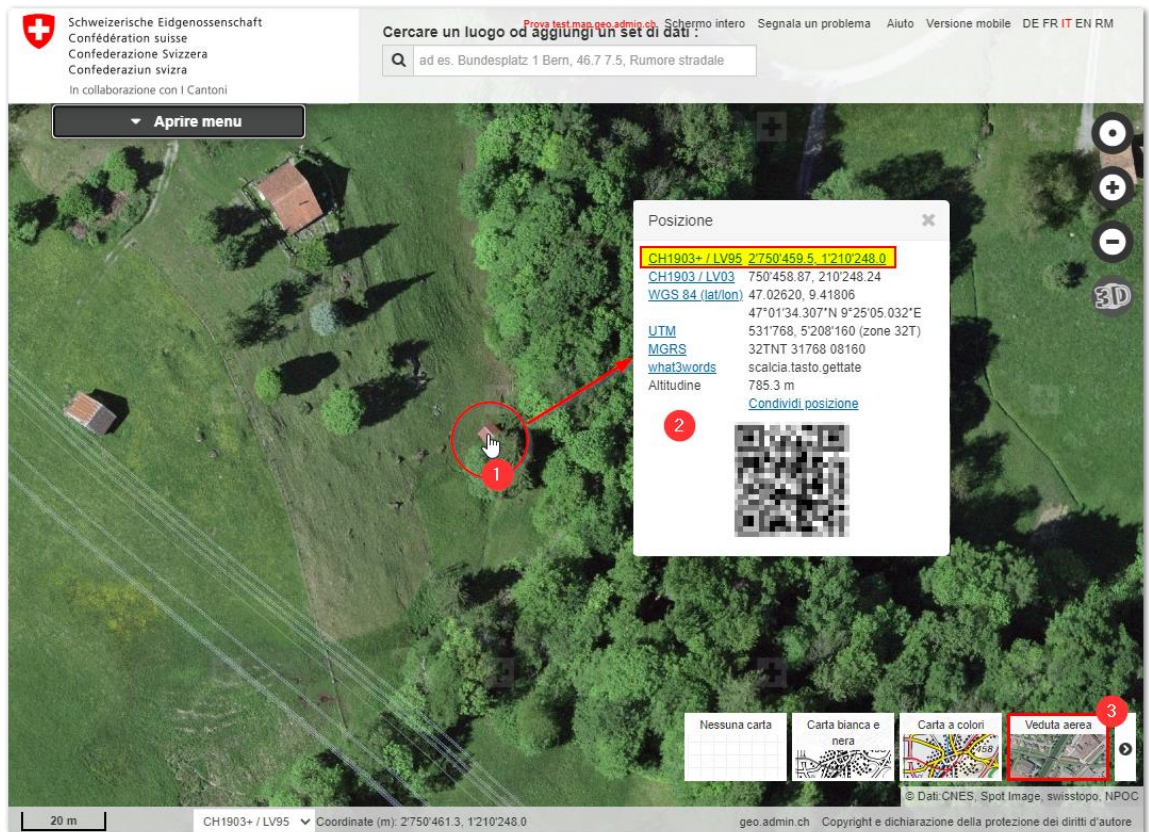 Schweizerische Eidgenossenschaft
Confédération suisse
Confederazione Svizzera
Confederaziun svizra
In collaborazione con I Cantoni
Prova test.map.geo.admin.ch Schermo intero Segnala un problema Aiuto Versione mobile DE FR IT EN RM
Cercare un luogo od aggiungi un set di dati :
ad es. Bundesplatz 1 Bern, 46.7 7.5, Rumore stradale
Aprire menu
3D
Posizione
CH1903+ / LV95 2'750'459.5, 1'210'248.0
CH1903 / LV03 750'458.87, 210'248.24
WGS 84 (lat/lon) 47.02620, 9.41806
47°01'34.307"N 9°25'05.032"E
UTM 531'768, 5'208'160 (zone 32T)
MGRS 32TNT 31768 08160
what3words scalcia.tasto.gettate
Altitudine 785.3 m
Condividi posizione
2
1
3
Nessuna carta
Carta bianca e
nera
Carta a colori
458
Veduta aerea
© Dati:CNES, Spot Image, swisstopo, NPOC
20 m
CH1903+ / LV95 Coordinate (m): 2'750'461.3, 1'210'248.0
geo.admin.ch Copyright e dichiarazione della protezione dei diritti d'autore